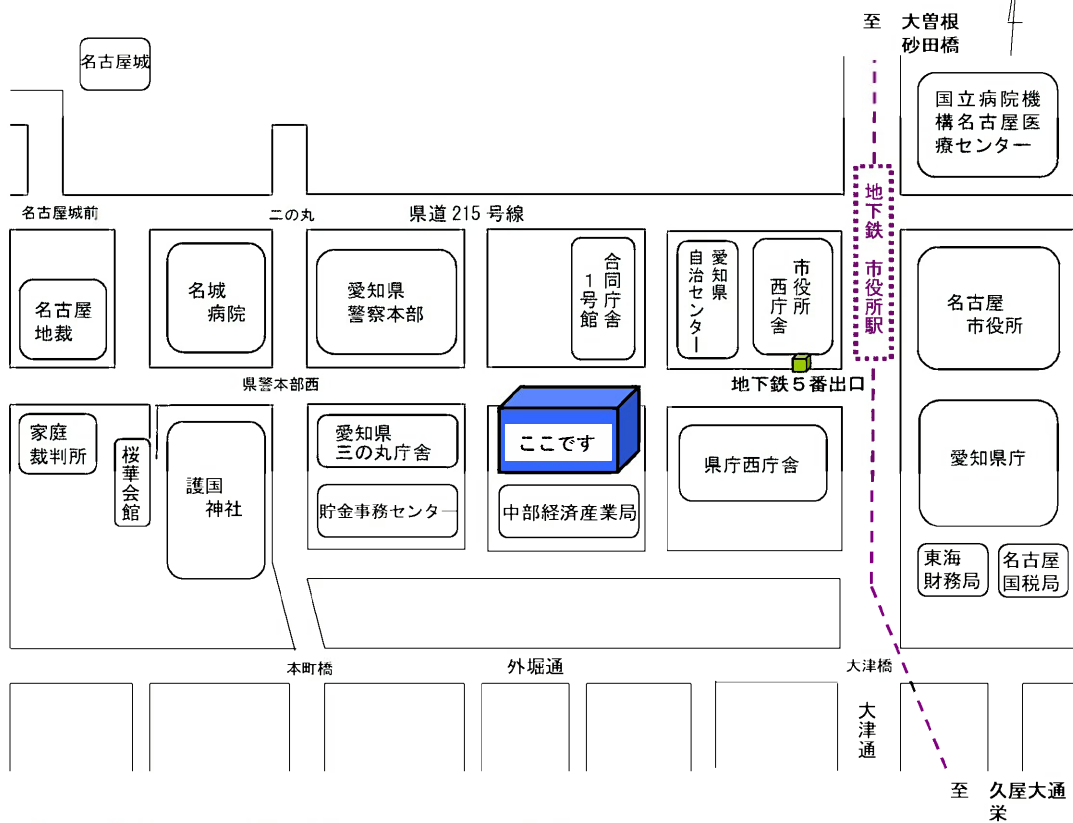 至 大曽根
砂田橋
名古屋城
国立病院機
構名古屋医
療センター
地下鉄 市役所駅
名古屋城前
二の丸
県道215号線
名古屋
地裁
名城
病院
愛知県
警察本部
合同庁舎
1号館
愛知県
自治センター
市役所
西庁舎
名古屋
市役所
県警本部西
地下鉄5番出口
家庭
裁判所
桜華会館
護国
神社
愛知県
三の丸庁舎
貯金事務センター
ここです
中部経済産業局
県庁西庁舎
愛知県庁
東海
財務局
名古屋
国税局
本町橋
外堀通
大津橋
大津通
至 久屋大通
栄